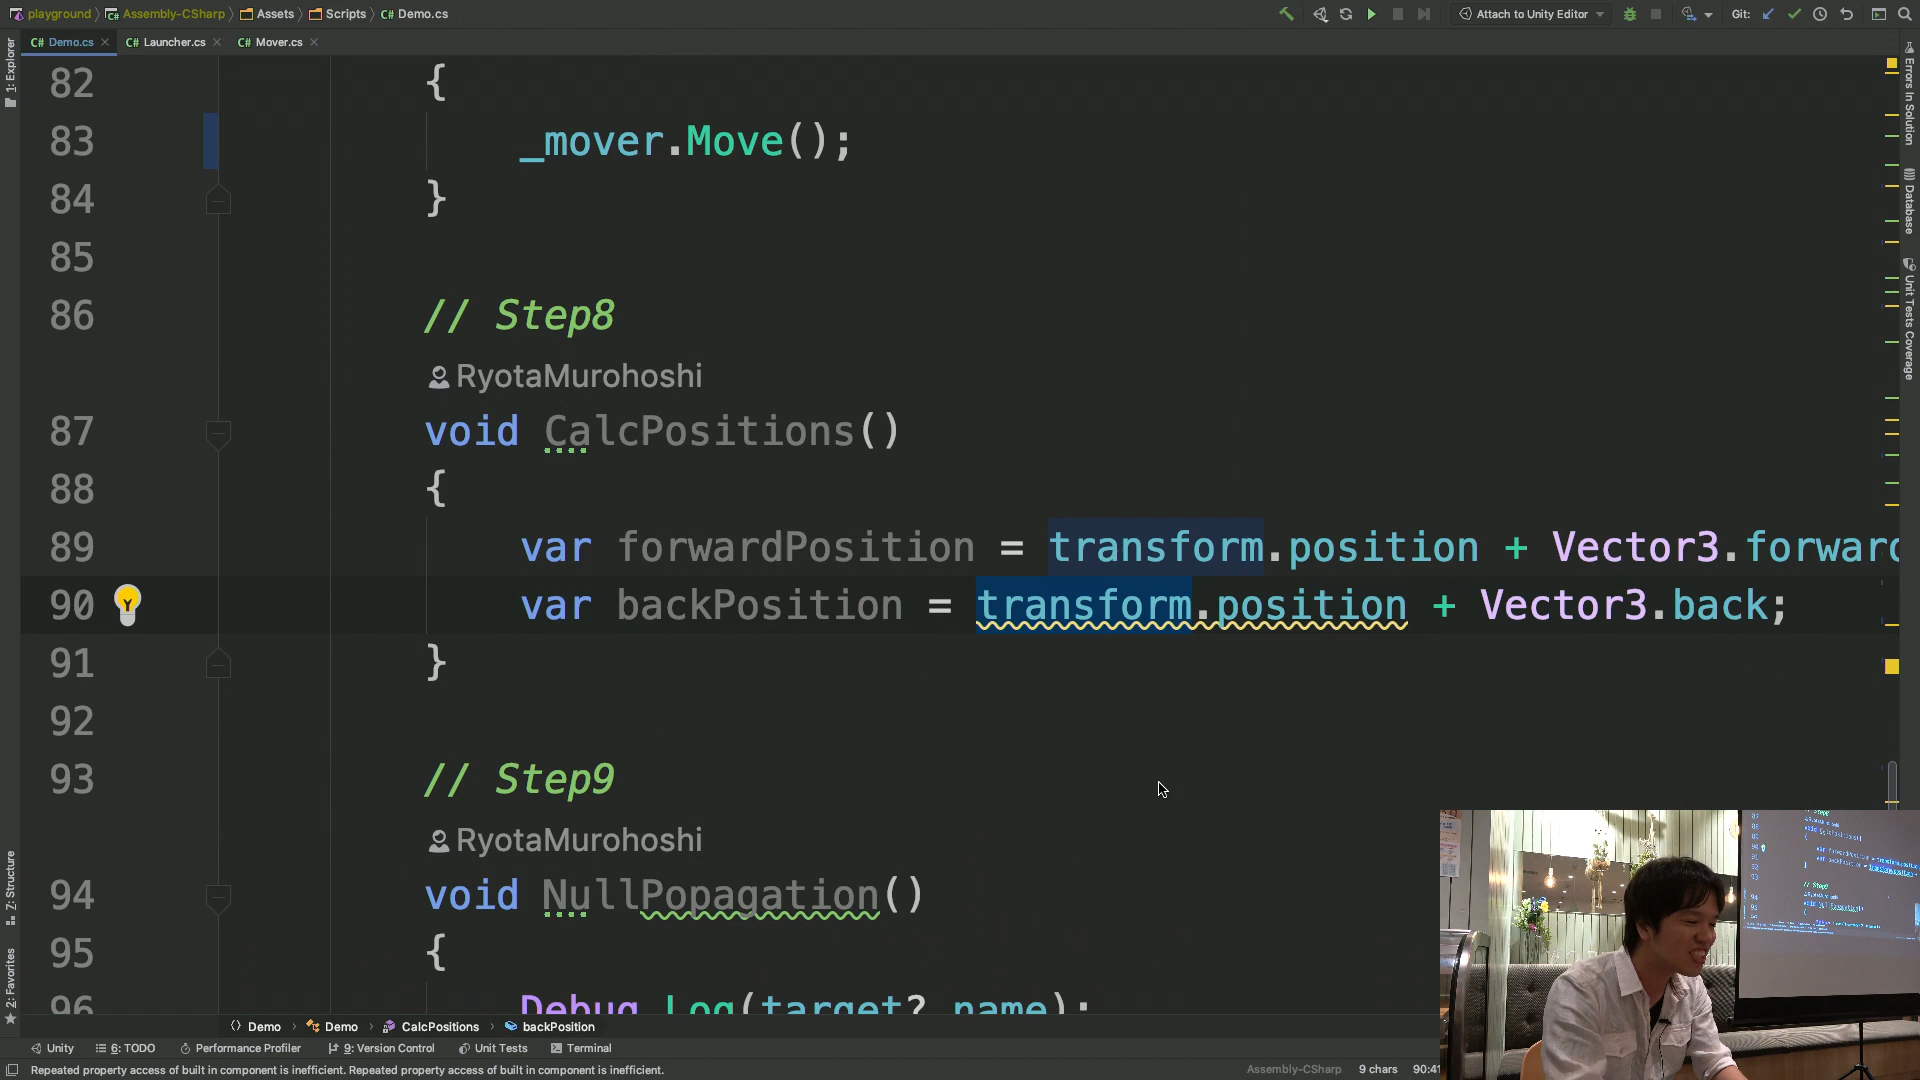 playground
Assembly-CSharp
Assets
Scripts
Demo.cs
Attach to Unity Editor
Git:
Demo.cs
Launcher.cs
Mover.cs
1: Explorer
Errors In Solution
Database
Unit Tests Coverage
82 {
83 _mover.Move();
84 }
85
86 // Step8
RyotaMurohoshi
87 void CalcPositions()
88 {
89 var forwardPosition = transform.position + Vector3.forward
90 var backPosition = transform.position + Vector3.back;
91 }
92
93 // Step9
RyotaMurohoshi
94 void NullPopagation()
95 {
96 Debug.Log(target?.name);
Z: Structure
2: Favorites
Demo
Demo
CalcPositions
backPosition
Unity
6: TODO
Performance Profiler
9: Version Control
Unit Tests
Terminal
Repeated property access of built in component is inefficient. Repeated property access of built in component is inefficient.
Assembly-CSharp
9 chars
90:41